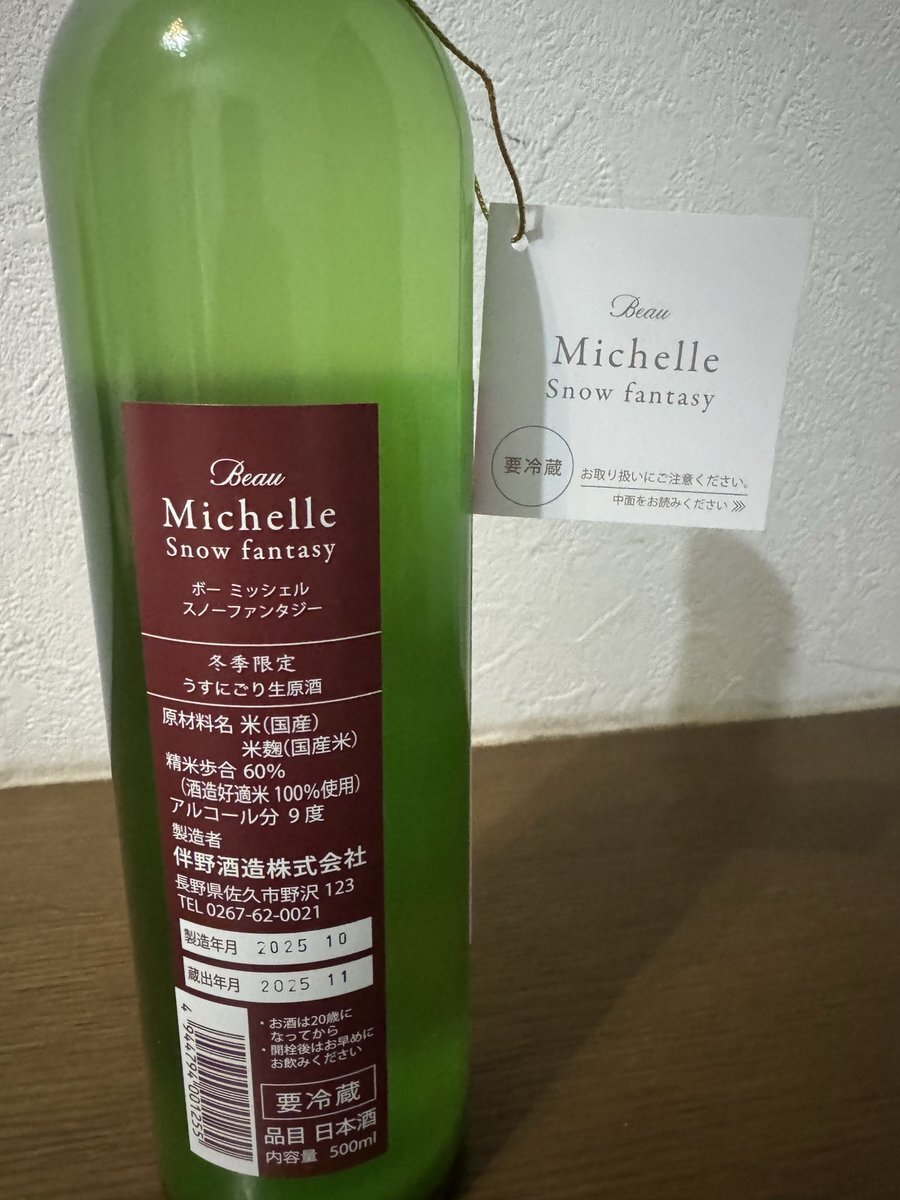 Beau
Michelle
Snow fantasy
ボー ミッシェル
スノーファンタジー
冬季限定
うすにごり生原酒
原材料名 米(国産)
米麹(国産米)
精米歩合 60%
(酒造好適米 100%使用)
アルコール分 9度
製造者
伴野酒造株式会社
長野県佐久市野沢 123
TEL 0267-62-0021
製造年月 2025 10
蔵出年月 2025 11
4944794001255
・お酒は20歳に
なってから
・開栓後はお早めに
お飲みください
要冷蔵
品目 日本酒
内容量 500ml
Beau
Michelle
Snow fantasy
要冷蔵
お取り扱いにご注意ください。
中面をお読みください